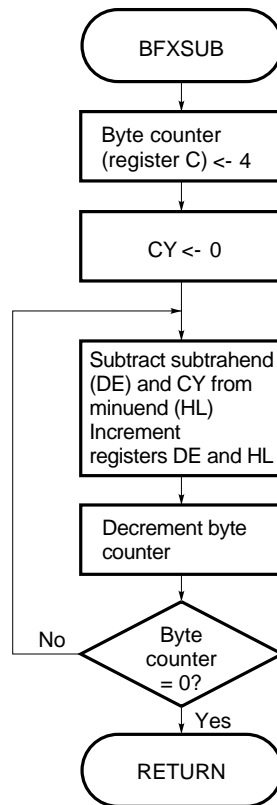 BFXSUB
Byte counter
(register C) <- 4
CY <- 0
Subtract subtrahend
(DE) and CY from
minuend (HL)
Increment
registers DE and HL
Decrement byte
counter
No
Byte
counter
= 0?
Yes
RETURN